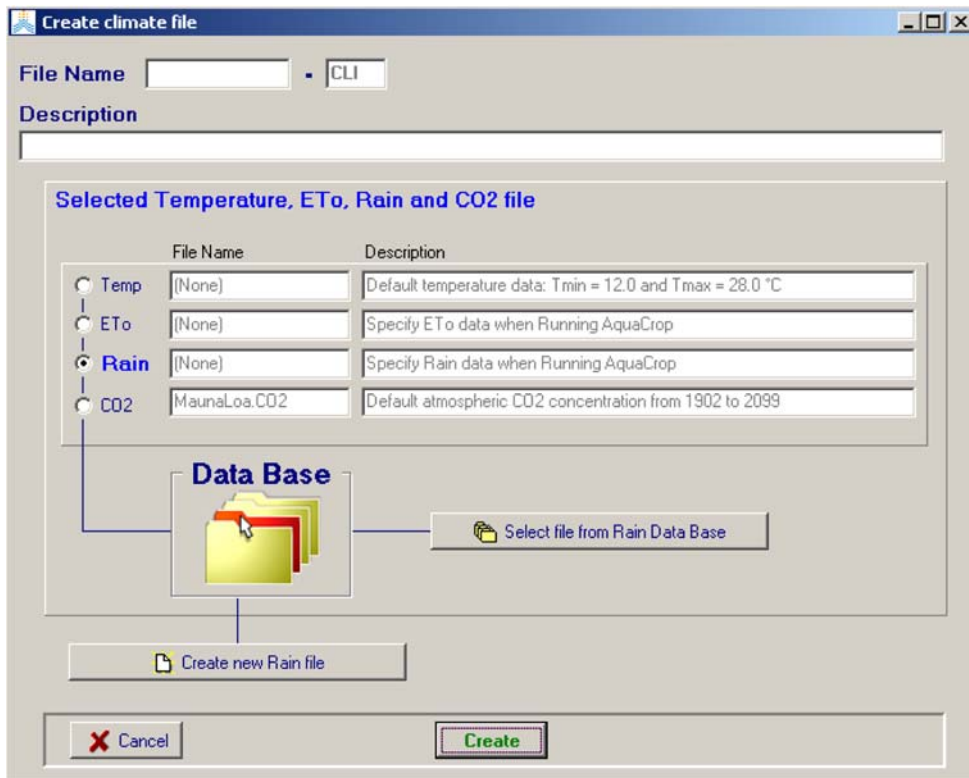 Create climate file
File Name - CLI
Description
Selected Temperature, ETo, Rain and CO2 file
File Name Description
Temp (None) Default temperature data: Tmin = 12.0 and Tmax = 28.0 °C
ETo (None) Specify ETo data when Running AquaCrop
Rain (None) Specify Rain data when Running AquaCrop
CO2 MaunaLoa.CO2 Default atmospheric CO2 concentration from 1902 to 2099
Data Base
Select file from Rain Data Base
Create new Rain file
Cancel Create